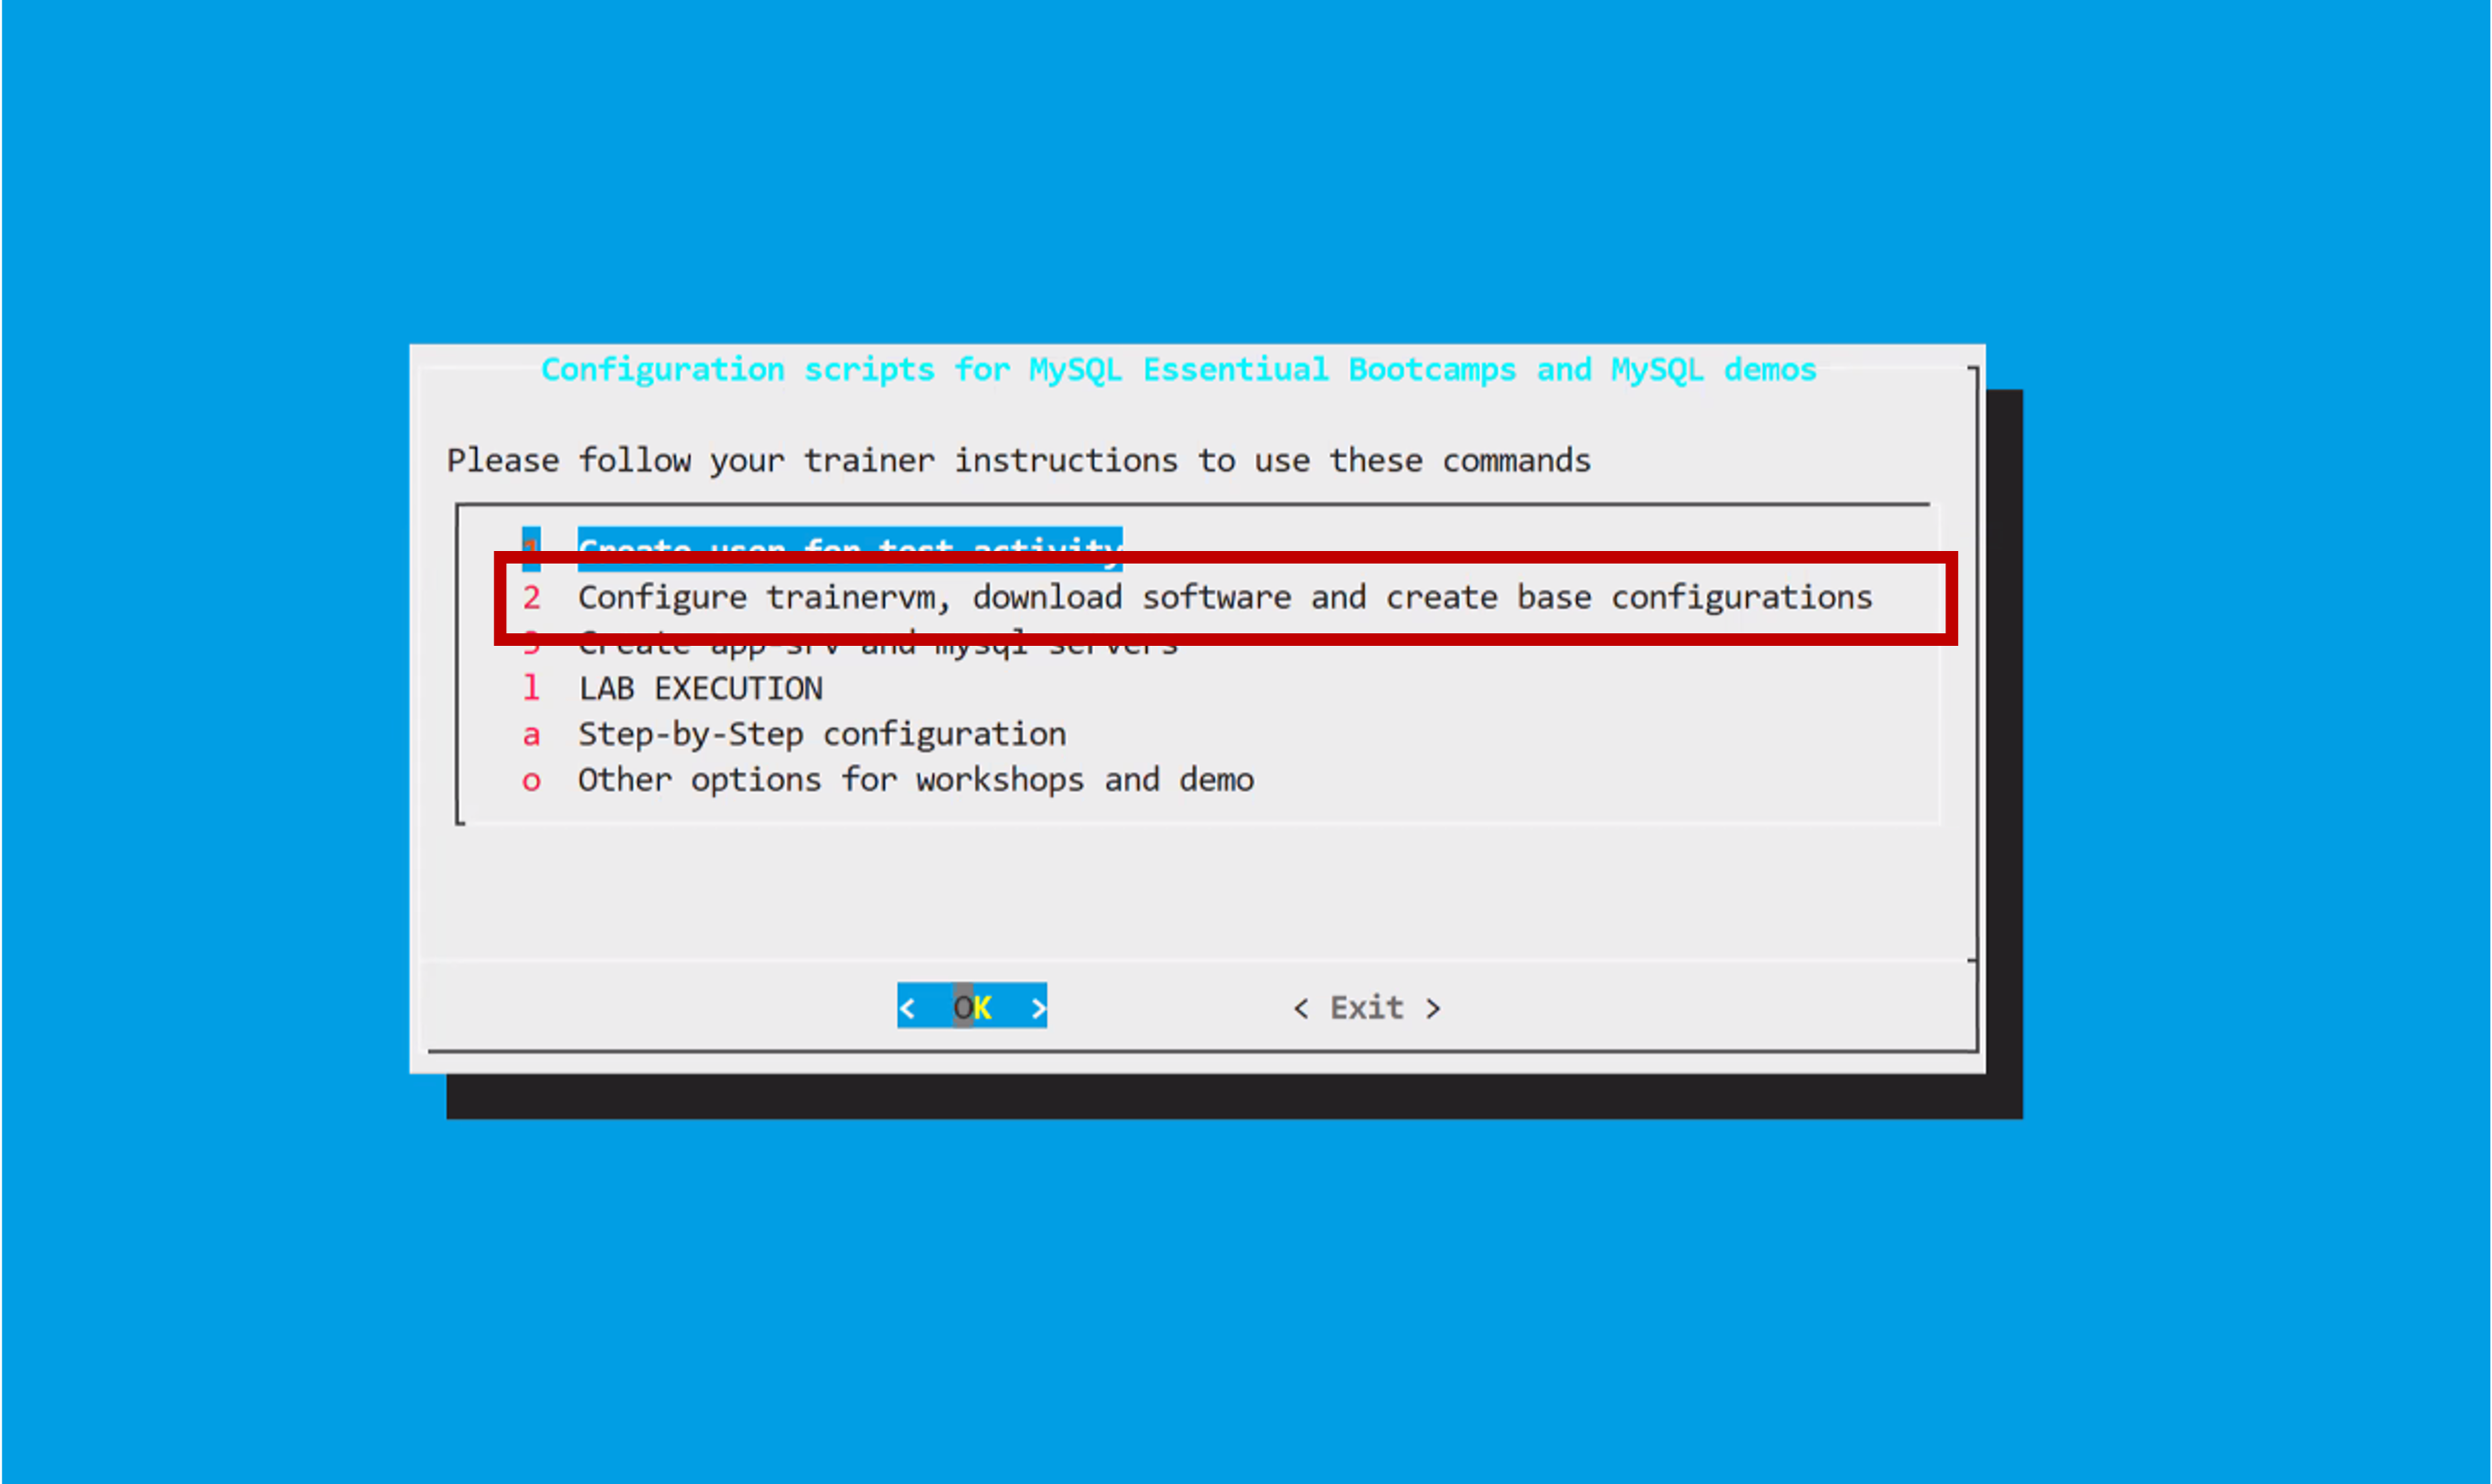 Configuration scripts for MySQL Essentiual Bootcamps and MySQL demos
Please follow your trainer instructions to use these commands
1 Create user for test activity
2 Configure trainervm, download software and create base configurations
3 Create app-srv and mysql servers
l LAB EXECUTION
a Step-by-Step configuration
o Other options for workshops and demo
< OK > < Exit >